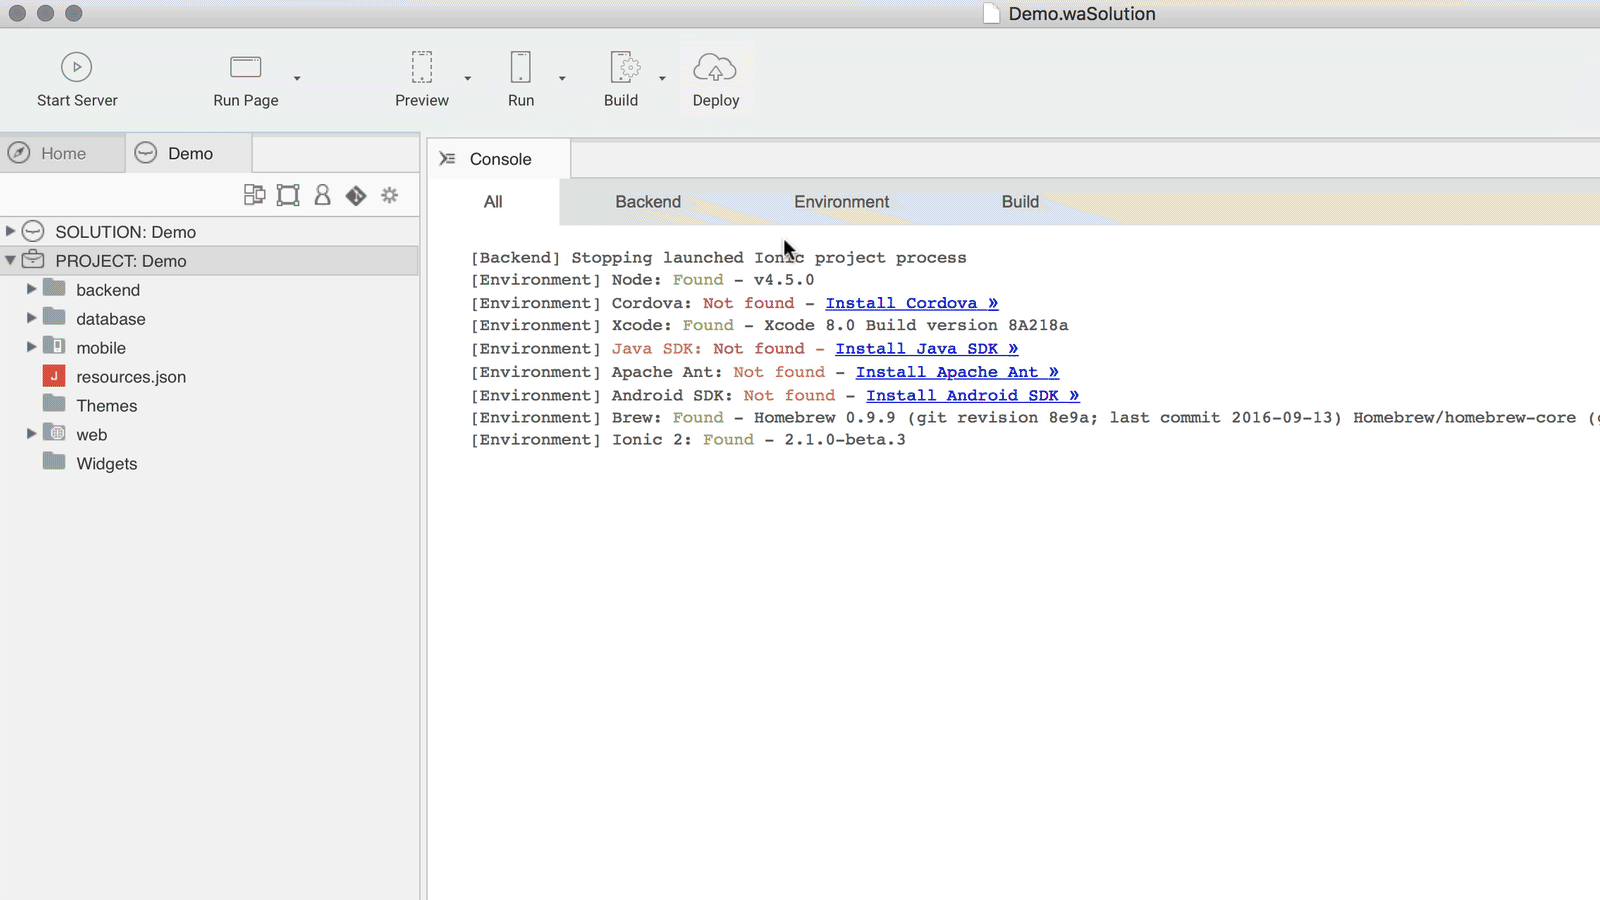 Demo.waSolution
Start Server
Run Page
Preview
Run
Build
Deploy
Home
Demo
Console
All
Backend
Environment
Build
SOLUTION: Demo
PROJECT: Demo
backend
database
mobile
J
resources.json
Themes
web
Widgets
[Backend] Stopping launched Ionic project process
[Environment] Node: Found - v4.5.0
[Environment] Cordova: Not found - Install Cordova »
[Environment] Xcode: Found - Xcode 8.0 Build version 8A218a
[Environment] Java SDK: Not found - Install Java SDK »
[Environment] Apache Ant: Not found - Install Apache Ant »
[Environment] Android SDK: Not found - Install Android SDK »
[Environment] Brew: Found - Homebrew 0.9.9 (git revision 8e9a; last commit 2016-09-13) Homebrew/homebrew-core (
[Environment] Ionic 2: Found - 2.1.0-beta.3